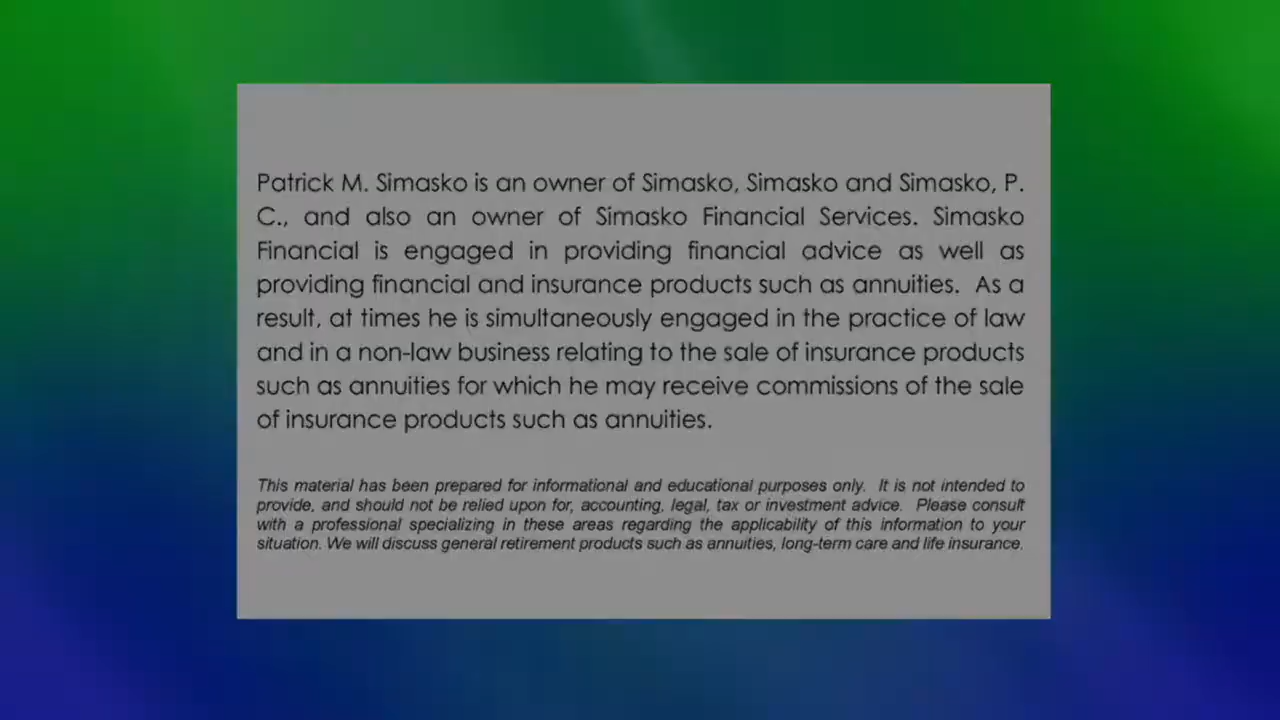 Patrick M. Simasko is an owner of Simasko, Simasko and Simasko, P.
C., and also an owner of Simasko Financial Services. Simasko
Financial is engaged in providing financial advice as well as
providing financial and insurance products such as annuities. As a
result, at times he is simultaneously engaged in the practice of law
and in a non-law business relating to the sale of insurance products
such as annuities for which he may receive commissions of the sale
of insurance products such as annuities.
This material has been prepared for informational and educational purposes only. It is not intended to
provide, and should not be relied upon for, accounting, legal, tax or investment advice. Please consult
with a professional specializing in these areas regarding the applicability of this information to your
situation. We will discuss general retirement products such as annuities, long-term care and life insurance.